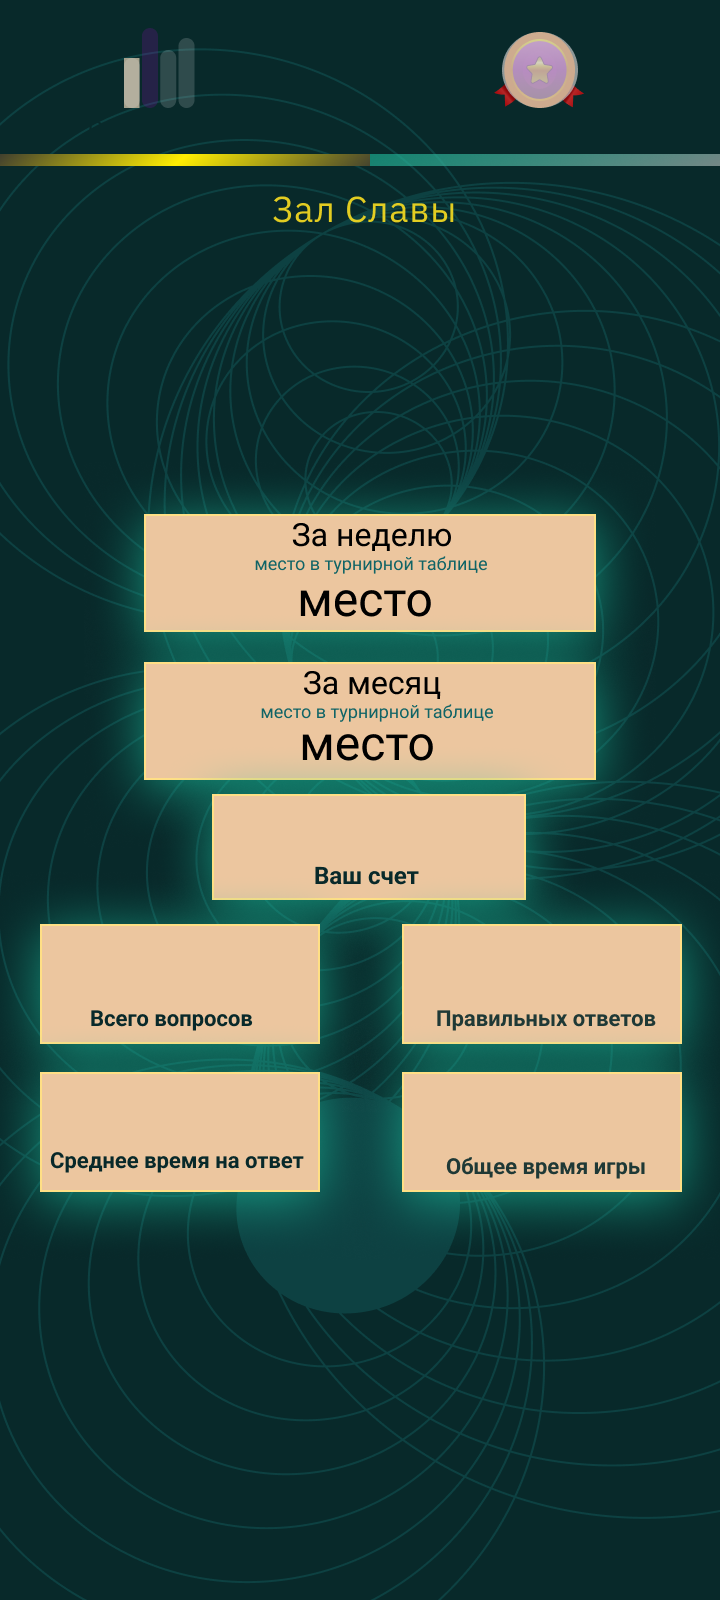 Зал Славы
За неделю
место в турнирной таблице
место
За месяц
место в турнирной таблице
место
Ваш счет
Всего вопросов
Правильных ответов
Среднее время на ответ
Общее время игры